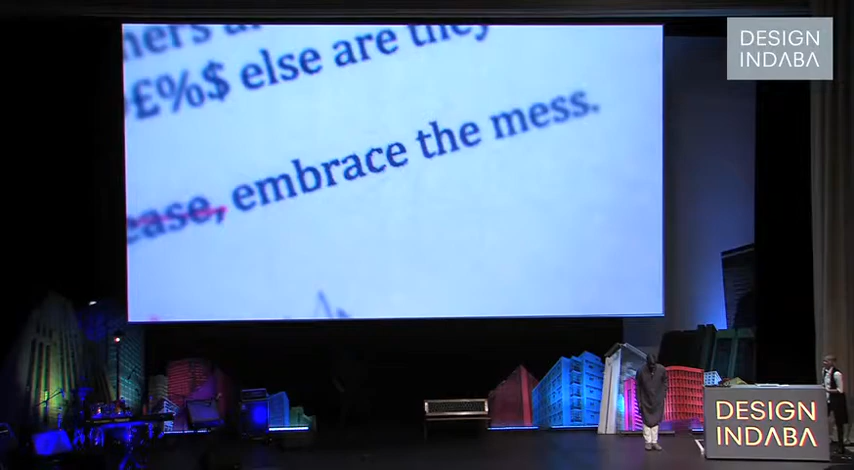 else are they
£%$ else are they
embrace the mess.
DESIGN
INDABA
DESIGN
INDABA